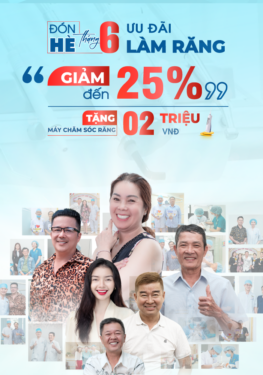 ĐÓN HÈ Tháng 6 ƯU ĐÃI LÀM RĂNG
“ GIẢM đến 25% ”
TẶNG MÁY CHĂM SÓC RĂNG 02 TRIỆU VNĐ